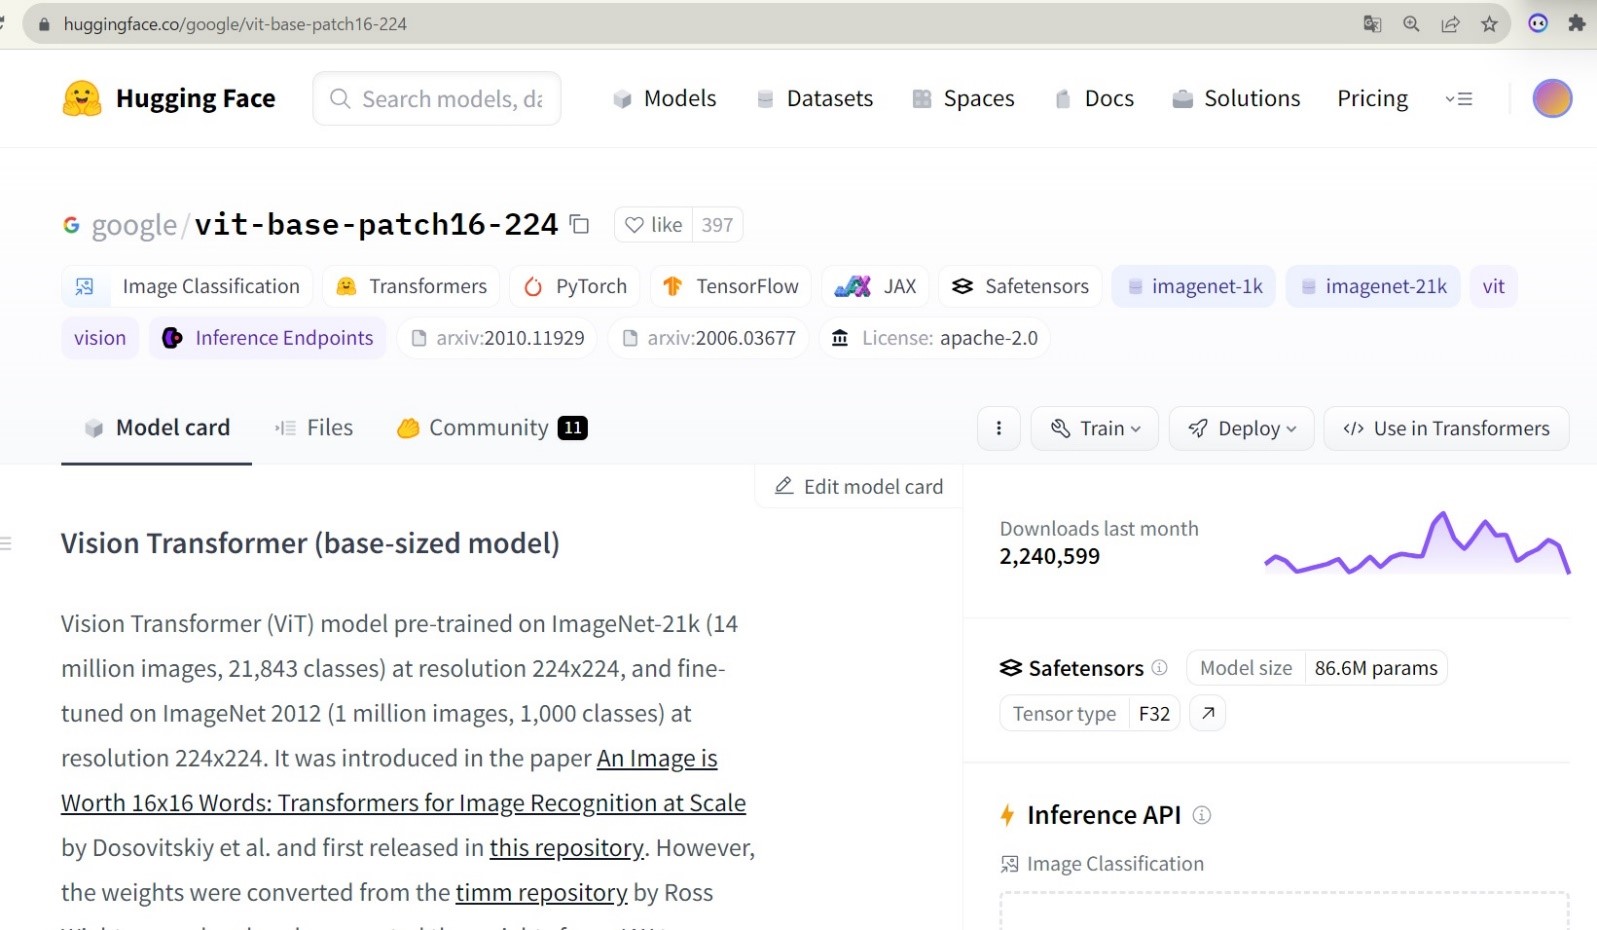 huggingface.co/google/vit-base-patch16-224
Hugging Face
Search models, da
Models
Datasets
Spaces
Docs
Solutions
Pricing
google/vit-base-patch16-224
like 397
Image Classification
Transformers
PyTorch
TensorFlow
JAX
Safetensors
imagenet-1k
imagenet-21k
vit
vision
Inference Endpoints
arxiv:2010.11929
arxiv:2006.03677
License: apache-2.0
Model card
Files
Community 11
Train
Deploy
</> Use in Transformers
Edit model card
Vision Transformer (base-sized model)
Vision Transformer (ViT) model pre-trained on ImageNet-21k (14
million images, 21,843 classes) at resolution 224x224, and fine-
tuned on ImageNet 2012 (1 million images, 1,000 classes) at
resolution 224x224. It was introduced in the paper An Image is
Worth 16x16 Words: Transformers for Image Recognition at Scale
by Dosovitskiy et al. and first released in this repository. However,
the weights were converted from the timm repository by Ross
Downloads last month
2,240,599
Safetensors
Model size 86.6M params
Tensor type F32
Inference API
Image Classification